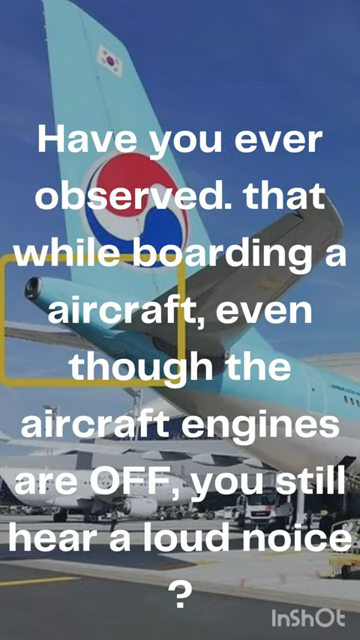 Have you ever
observed. that
while boarding a
aircraft, even
though the
aircraft engines
are OFF, you still
hear a loud noice
?
InShOt